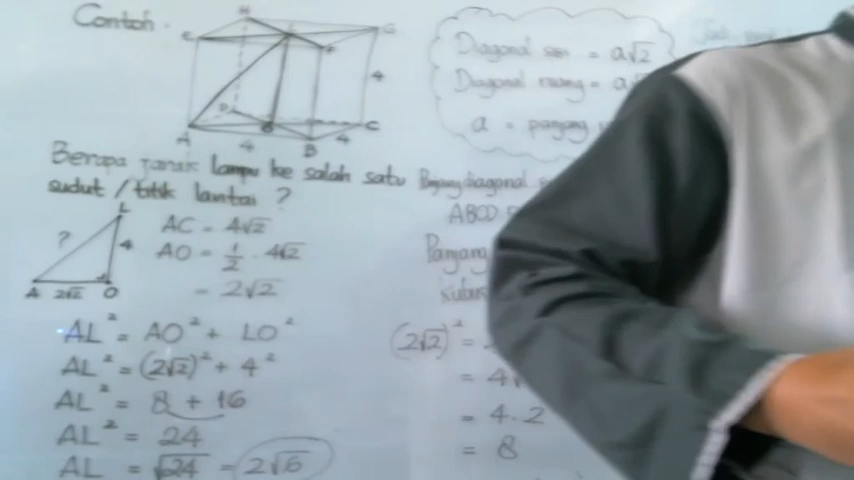 Contoh.
H
E
G
F
4
A
D
C
4
B
4
Berapa jarak lampu ke salah satu
sudut / titik lantai ?
L
?
4
A
2√2
O
AC = 4√2
AO = 1/2 . 4√2
= 2√2
AL² = AO² + LO²
AL² = (2√2)² + 4²
AL² = 8 + 16
AL² = 24
AL = √24 = 2√6
Diagonal sisi = a√2
Diagonal ruang = a√
a = panjang
Panjang diagonal
ABCD
Panjang
kubus
(2√2)² =
= 4√
= 4.2
= 8